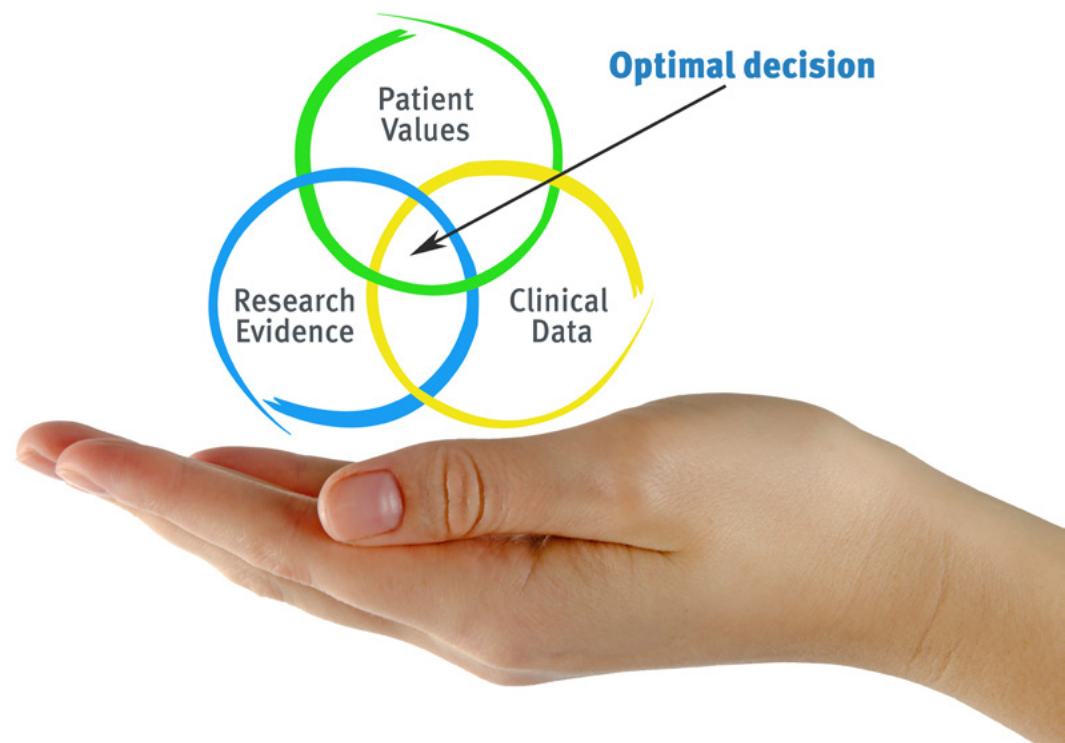 Optimal decision
Patient
Values
Research
Evidence
Clinical
Data